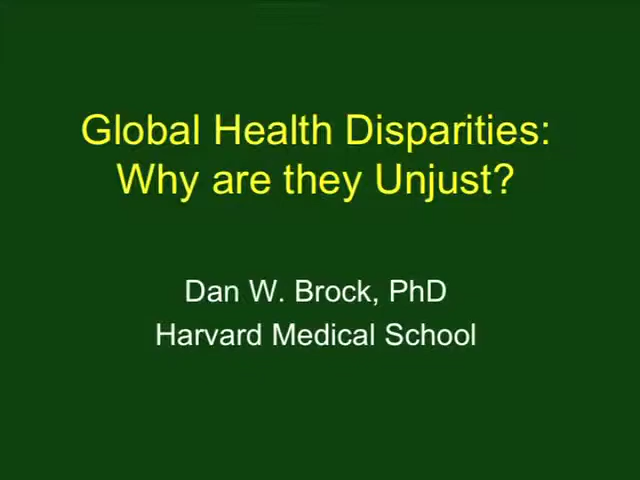 Global Health Disparities:
Why are they Unjust?
Dan W. Brock, PhD
Harvard Medical School